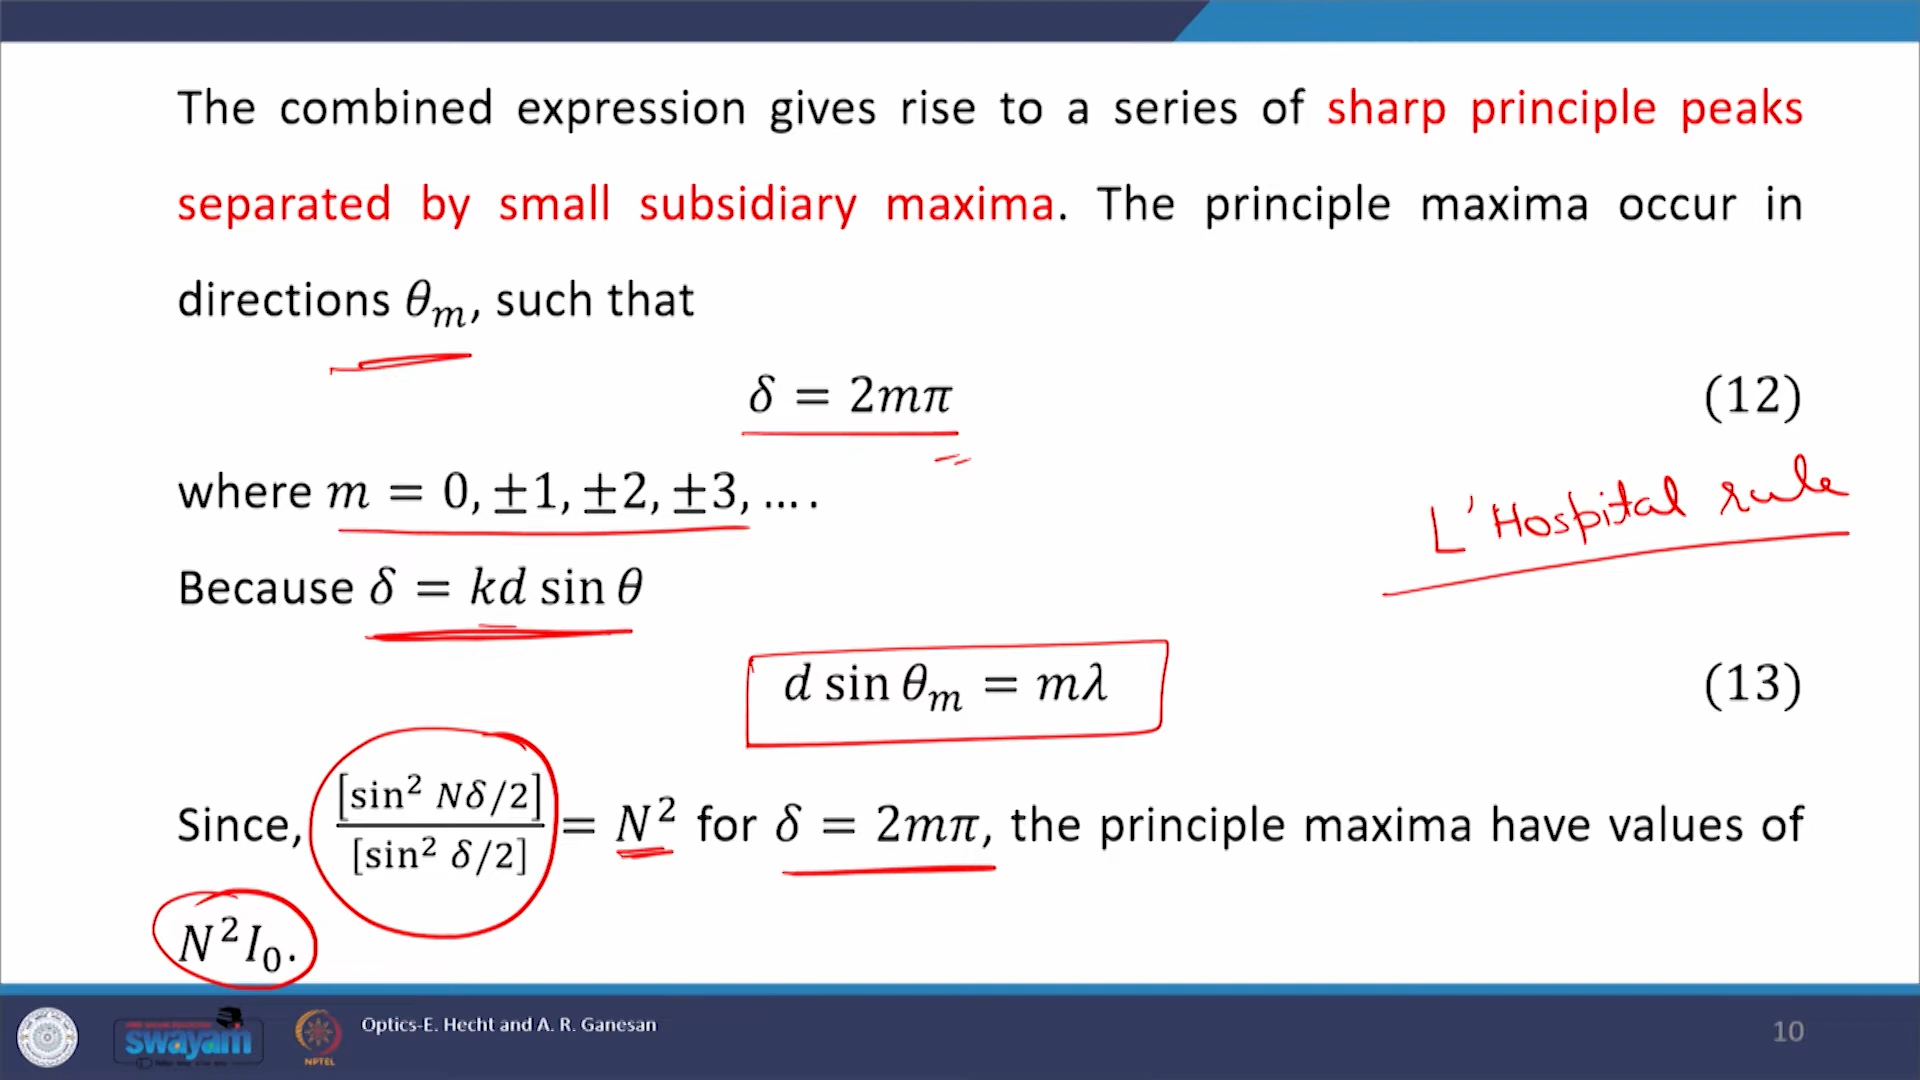 The combined expression gives rise to a series of sharp principle peaks
separated by small subsidiary maxima. The principle maxima occur in
directions θₘ, such that
δ = 2mπ (12)
where m = 0, ±1, ±2, ±3, … .
L'Hospital rule
Because δ = kd sin θ
d sin θₘ = mλ (13)
Since, [sin² Nδ/2] / [sin² δ/2] = N² for δ = 2mπ, the principle maxima have values of
N²I₀.
Optics-E. Hecht and A. R. Ganesan
swayam
NPTEL
10